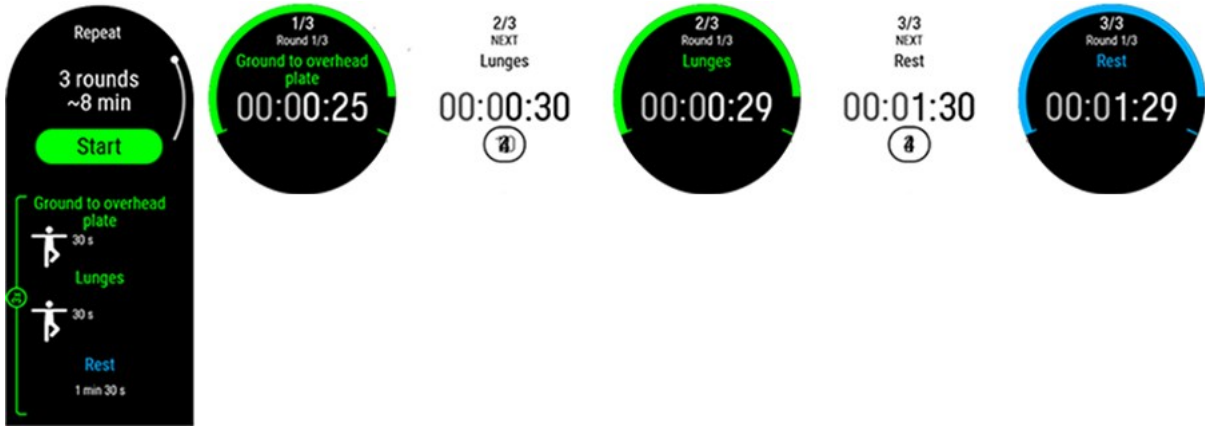 Repeat
3 rounds
~8 min
Start
Ground to overhead
plate
30 s
Lunges
30 s
Rest
1 min 30 s
1/3
Round 1/3
Ground to overhead
plate
00:00:25
2/3
NEXT
Lunges
00:00:30
2/3
Round 1/3
Lunges
00:00:29
3/3
NEXT
Rest
00:01:30
3/3
Round 1/3
Rest
00:01:29